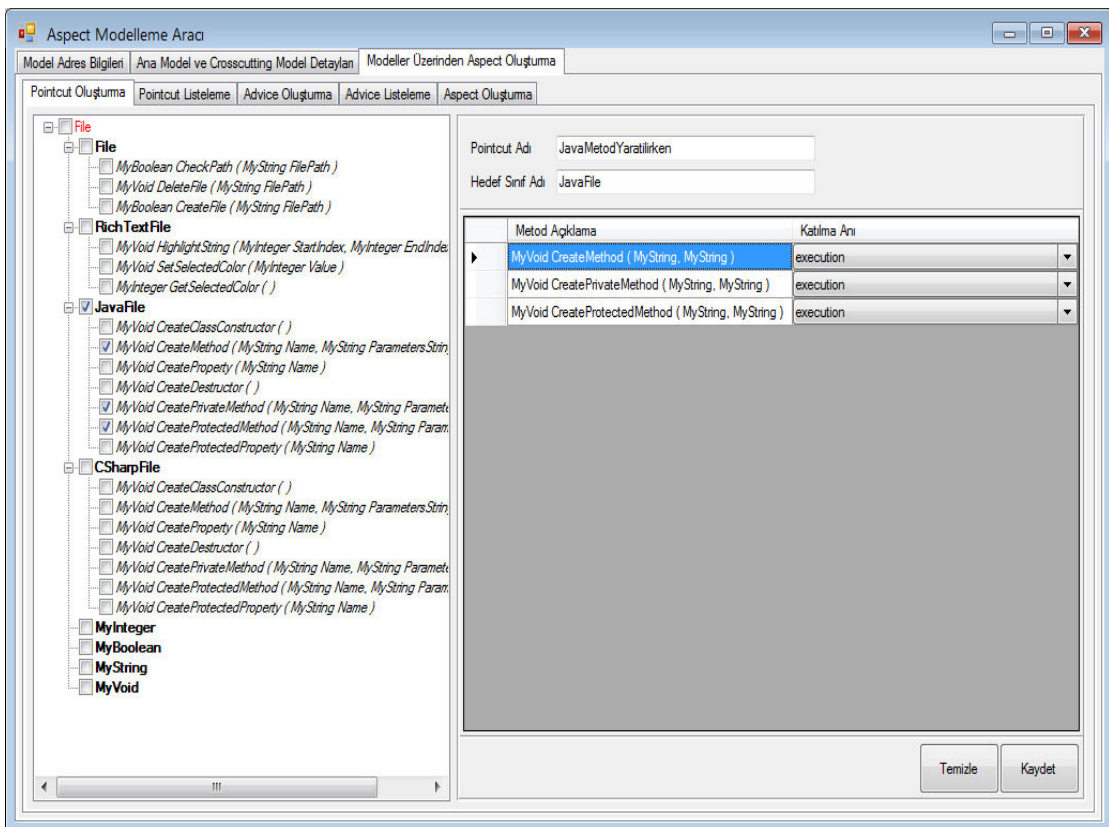 Aspect Modelleme Aracı
Model Adres Bilgileri Ana Model ve Crosscutting Model Detayları Modeller Üzerinden Aspect Oluşturma
Pointcut Oluşturma Pointcut Listeleme Advice Oluşturma Advice Listeleme Aspect Oluşturma
File
File
MyBoolean CheckPath ( MyString FilePath )
MyVoid DeleteFile ( MyString FilePath )
MyBoolean CreateFile ( MyString FilePath )
RichTextFile
MyVoid HighlightString ( MyInteger StartIndex, MyInteger EndIndex
MyVoid SetSelectedColor ( MyInteger Value )
MyInteger GetSelectedColor ( )
JavaFile
MyVoid CreateClassConstructor ( )
MyVoid CreateMethod ( MyString Name, MyString ParametersString
MyVoid CreateProperty ( MyString Name )
MyVoid CreateDestructor ( )
MyVoid CreatePrivateMethod ( MyString Name, MyString Paramete
MyVoid CreateProtectedMethod ( MyString Name, MyString Param
MyVoid CreateProtectedProperty ( MyString Name )
CSharpFile
MyVoid CreateClassConstructor ( )
MyVoid CreateMethod ( MyString Name, MyString ParametersString
MyVoid CreateProperty ( MyString Name )
MyVoid CreateDestructor ( )
MyVoid CreatePrivateMethod ( MyString Name, MyString Paramete
MyVoid CreateProtectedMethod ( MyString Name, MyString Param
MyVoid CreateProtectedProperty ( MyString Name )
MyInteger
MyBoolean
MyString
MyVoid
Pointcut Adı JavaMetodYaratilirken
Hedef Sınıf Adı JavaFile
Metod Açıklama Katılma Anı
MyVoid CreateMethod ( MyString, MyString ) execution
MyVoid CreatePrivateMethod ( MyString, MyString ) execution
MyVoid CreateProtectedMethod ( MyString, MyString ) execution
Temizle Kaydet